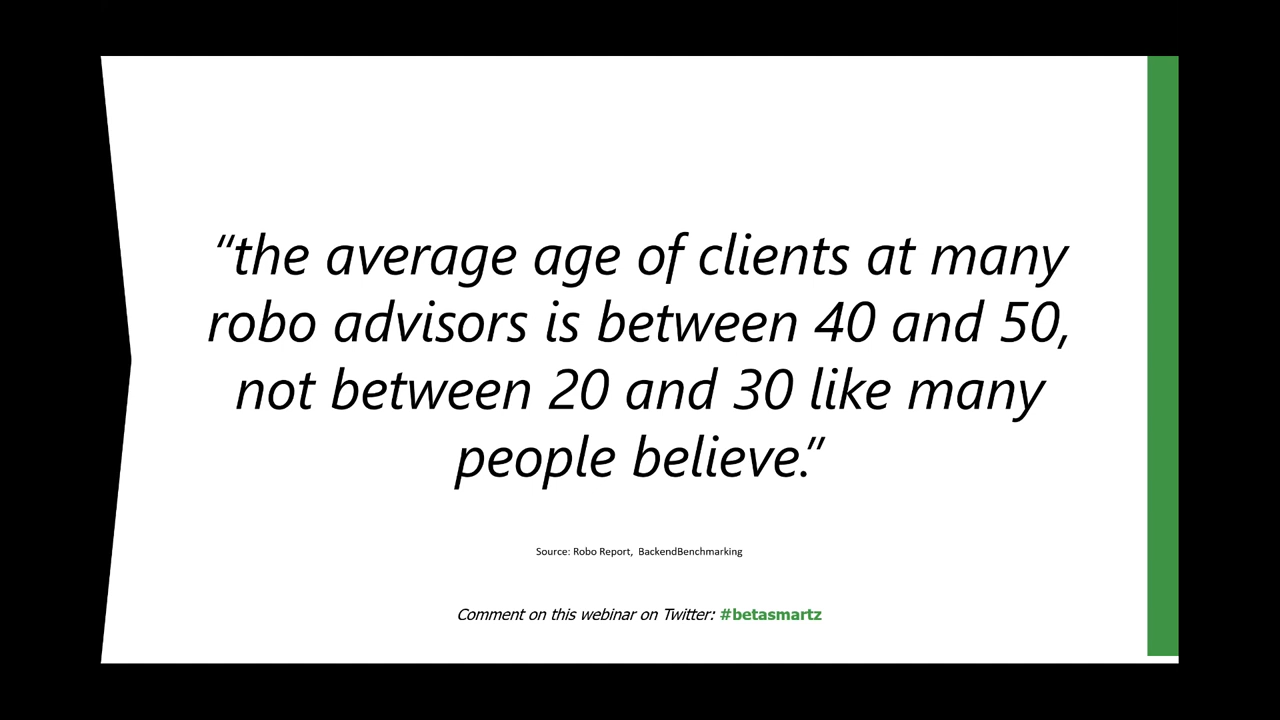 “the average age of clients at many
robo advisors is between 40 and 50,
not between 20 and 30 like many
people believe.”
Source: Robo Report,  BackendBenchmarking
Comment on this webinar on Twitter: #betasmartz